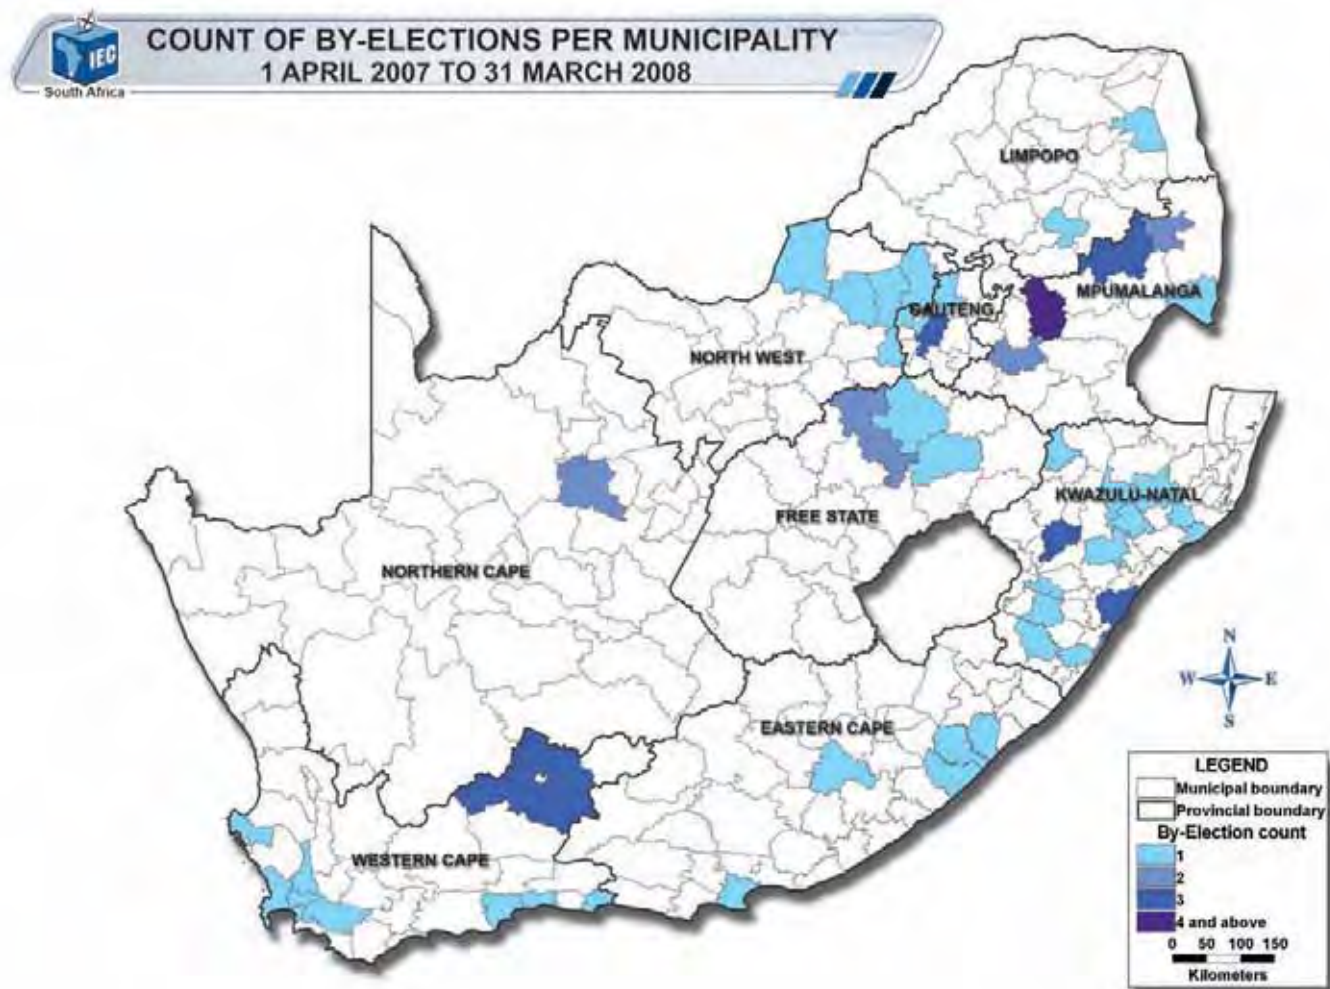 COUNT OF BY-ELECTIONS PER MUNICIPALITY
1 APRIL 2007 TO 31 MARCH 2008
IEC
South Africa
LIMPOPO
MPUMALANGA
GAUTENG
NORTH WEST
KWAZULU-NATAL
FREE STATE
NORTHERN CAPE
EASTERN CAPE
WESTERN CAPE
N
W E
S
LEGEND
Municipal boundary
Provincial boundary
By-Election count
1
2
3
4 and above
0 50 100 150
Kilometers